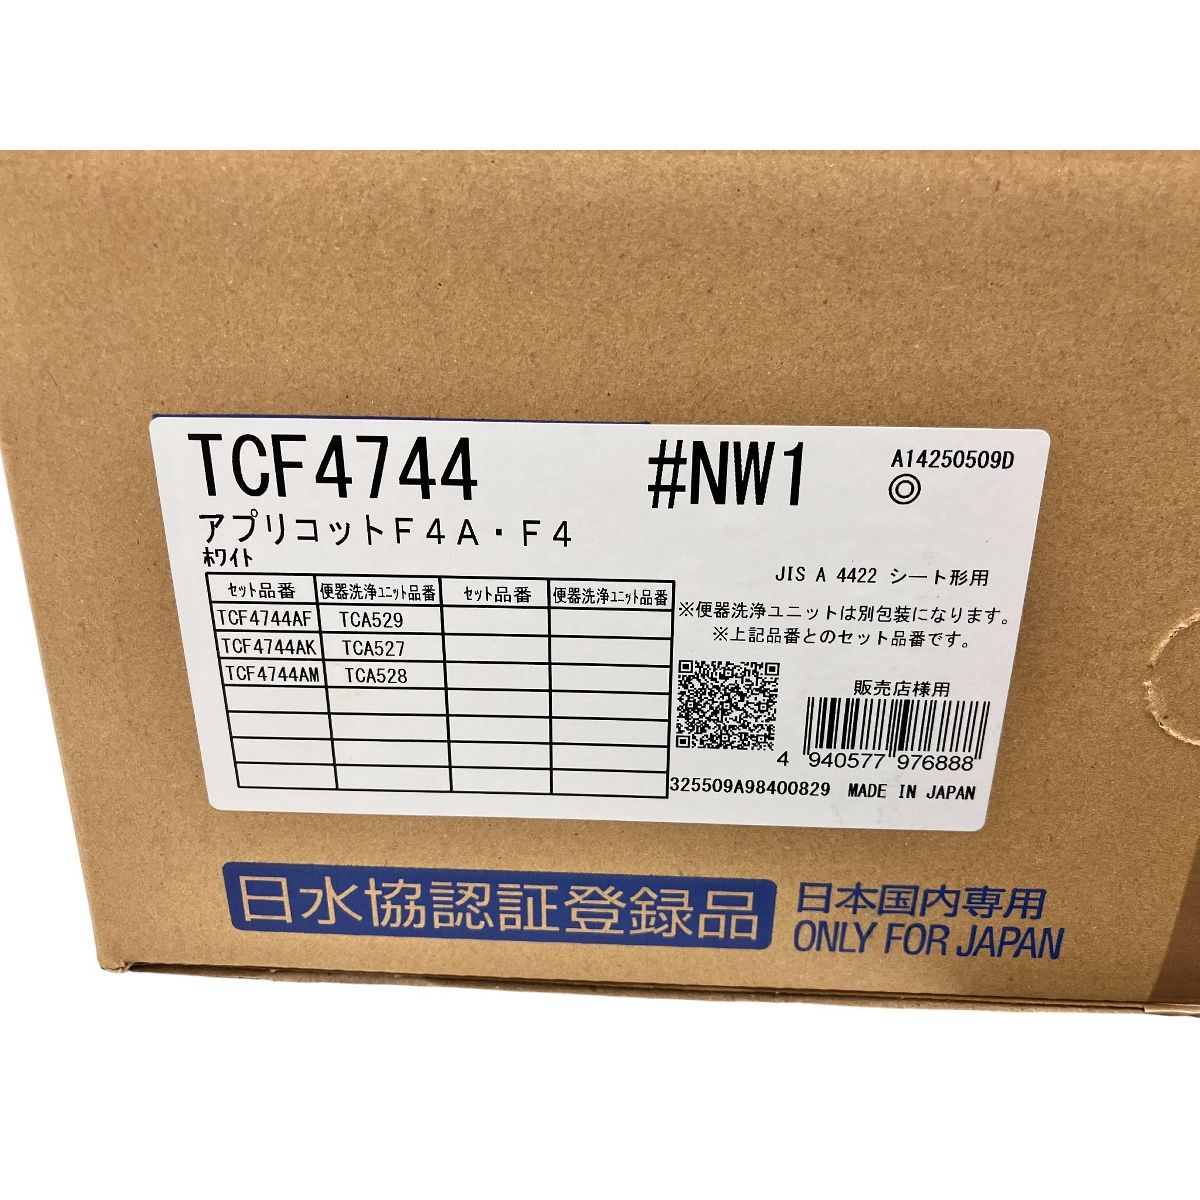 TCF4744 #NW1 A14250509D
◎
アプリコットF4A・F4
ホワイト
JIS A 4422 シート形用
セット品番 便器洗浄ユニット品番 セット品番 便器洗浄ユニット品番
TCF4744AF TCA529
TCF4744AK TCA527
TCF4744AM TCA528
※便器洗浄ユニットは別包装になります。
※上記品番とのセット品番です。
販売店様用
4 940577 976888
325509A98400829 MADE IN JAPAN
日水協認証登録品
日本国内専用
ONLY FOR JAPAN